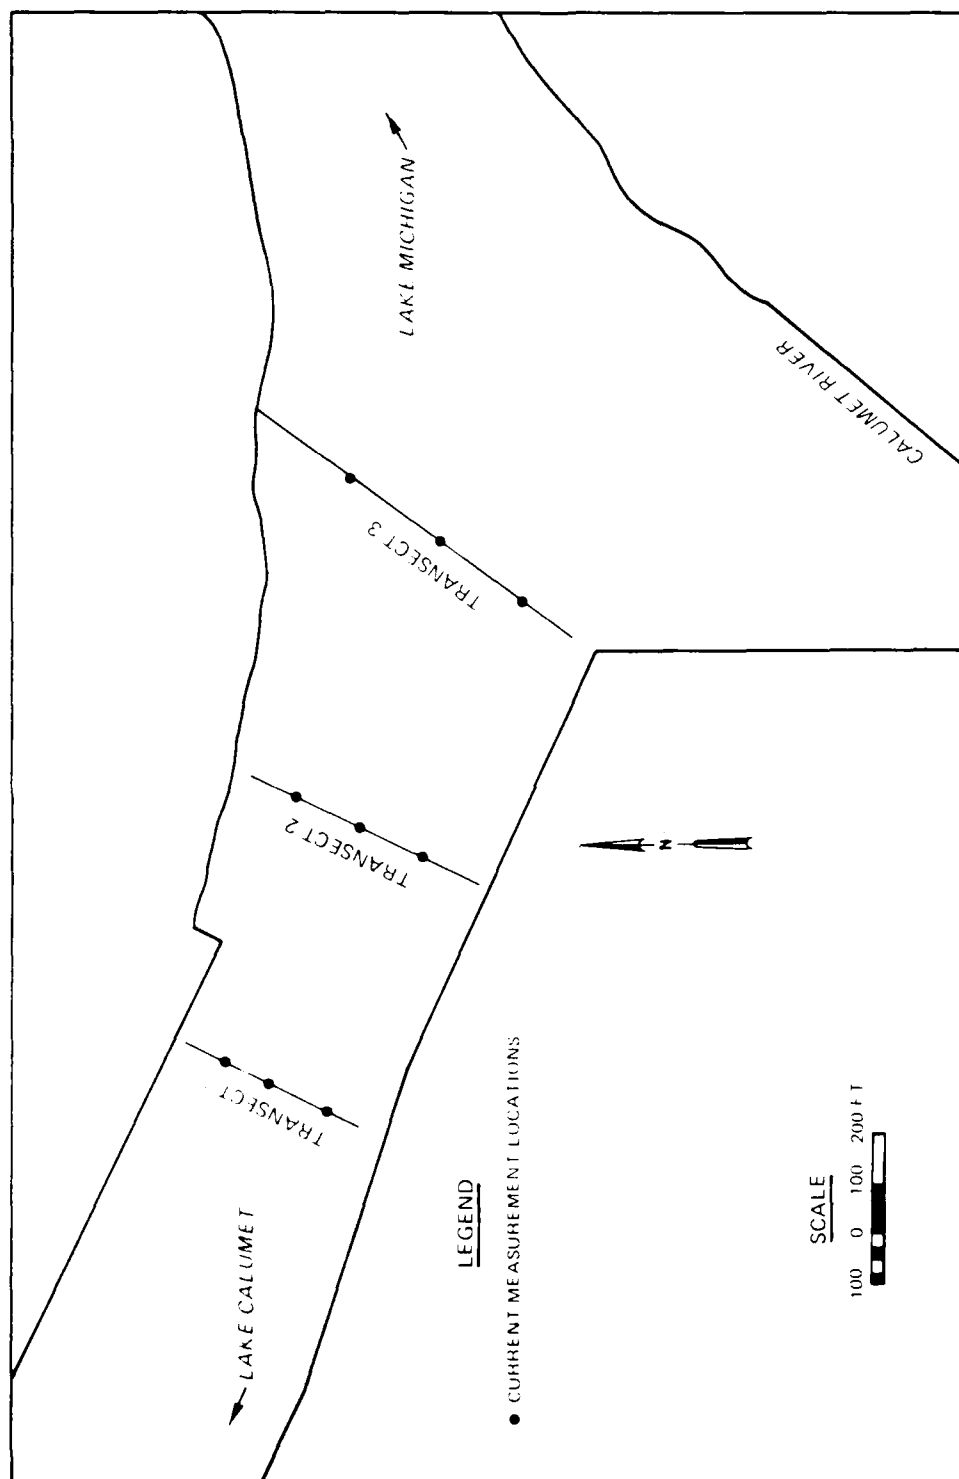 LAKE MICHIGAN
CALUMET RIVER
TRANSECT 3
TRANSECT 2
TRANSECT
LAKE CALUMET
N
LEGEND
● CURRENT MEASUREMENT LOCATIONS
SCALE
100 0 100 200 FT